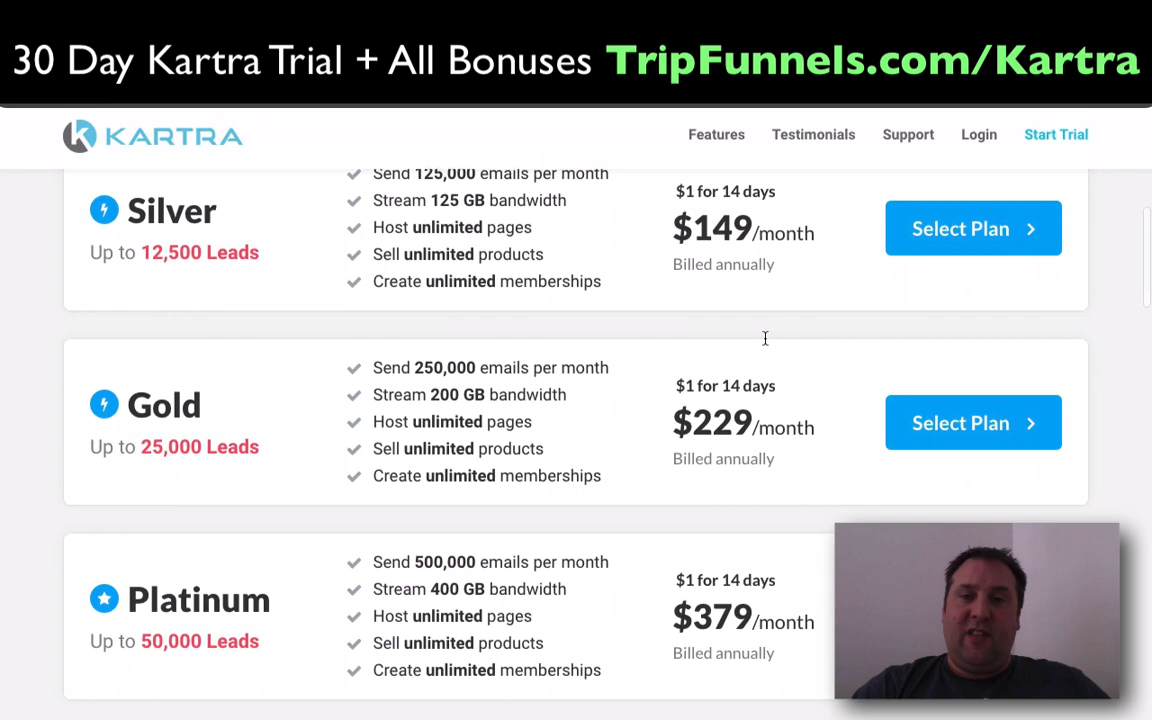 30 Day Kartra Trial + All Bonuses TripFunnels.com/Kartra
KARTRA
Features Testimonials Support Login Start Trial
Send 125,000 emails per month
Silver
Up to 12,500 Leads
Stream 125 GB bandwidth
Host unlimited pages
Sell unlimited products
Create unlimited memberships
$1 for 14 days
$149/month
Billed annually
Select Plan
Gold
Up to 25,000 Leads
Send 250,000 emails per month
Stream 200 GB bandwidth
Host unlimited pages
Sell unlimited products
Create unlimited memberships
$1 for 14 days
$229/month
Billed annually
Select Plan
Platinum
Up to 50,000 Leads
Send 500,000 emails per month
Stream 400 GB bandwidth
Host unlimited pages
Sell unlimited products
Create unlimited memberships
$1 for 14 days
$379/month
Billed annually